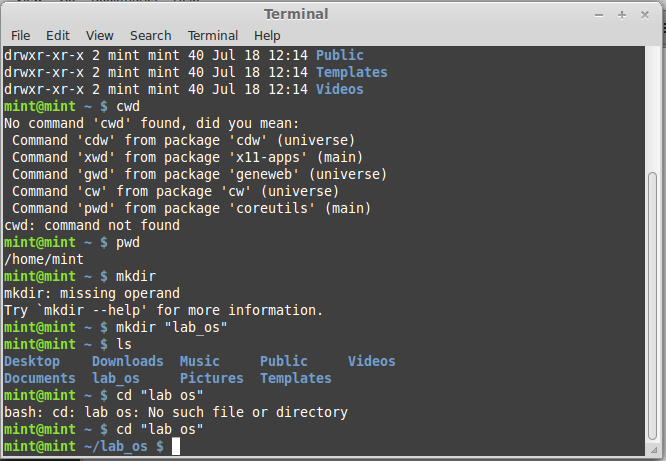 Terminal
File Edit View Search Terminal Help
drwxr-xr-x 2 mint mint 40 Jul 18 12:14 Public
drwxr-xr-x 2 mint mint 40 Jul 18 12:14 Templates
drwxr-xr-x 2 mint mint 40 Jul 18 12:14 Videos
mint@mint ~ $ cwd
No command 'cwd' found, did you mean:
Command 'cdw' from package 'cdw' (universe)
Command 'xwd' from package 'x11-apps' (main)
Command 'gwd' from package 'geneweb' (universe)
Command 'cw' from package 'cw' (universe)
Command 'pwd' from package 'coreutils' (main)
cwd: command not found
mint@mint ~ $ pwd
/home/mint
mint@mint ~ $ mkdir
mkdir: missing operand
Try `mkdir --help' for more information.
mint@mint ~ $ mkdir "lab_os"
mint@mint ~ $ ls
Desktop Downloads Music Public Videos
Documents lab_os Pictures Templates
mint@mint ~ $ cd "lab os"
bash: cd: lab os: No such file or directory
mint@mint ~ $ cd "lab_os"
mint@mint ~/lab_os $